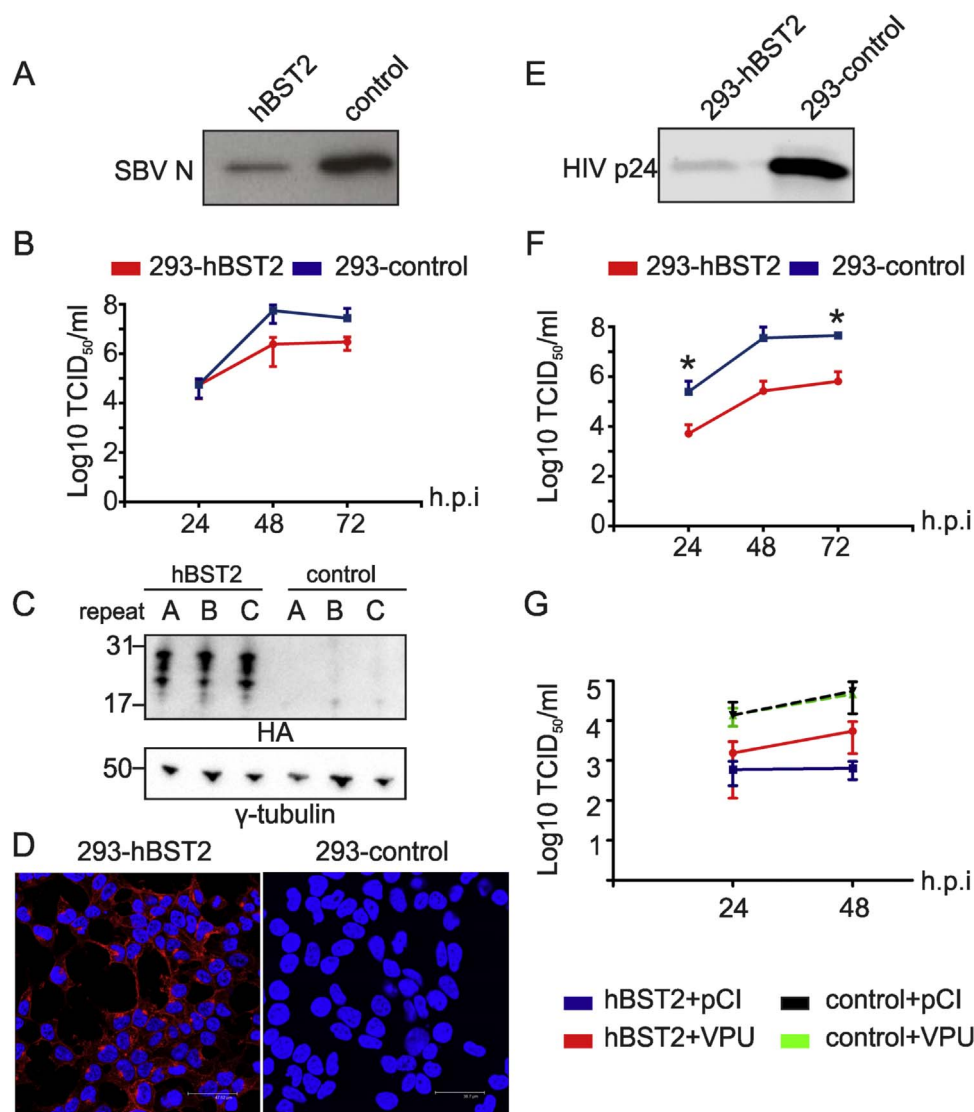 A
hBST2
control
SBV N
B
293-hBST2 293-control
Log10 TCID50/ml
8
6
4
2
0
24 48 72
h.p.i
C
hBST2 control
repeat A B C A B C
31
17
HA
50
γ-tubulin
D
293-hBST2 293-control
E
293-hBST2
293-control
HIV p24
F
293-hBST2 293-control
Log10 TCID50/ml
8
6
4
2
0
* *
24 48 72
h.p.i
G
Log10 TCID50/ml
5
4
3
2
1
24 48
h.p.i
hBST2+pCI control+pCI
hBST2+VPU control+VPU